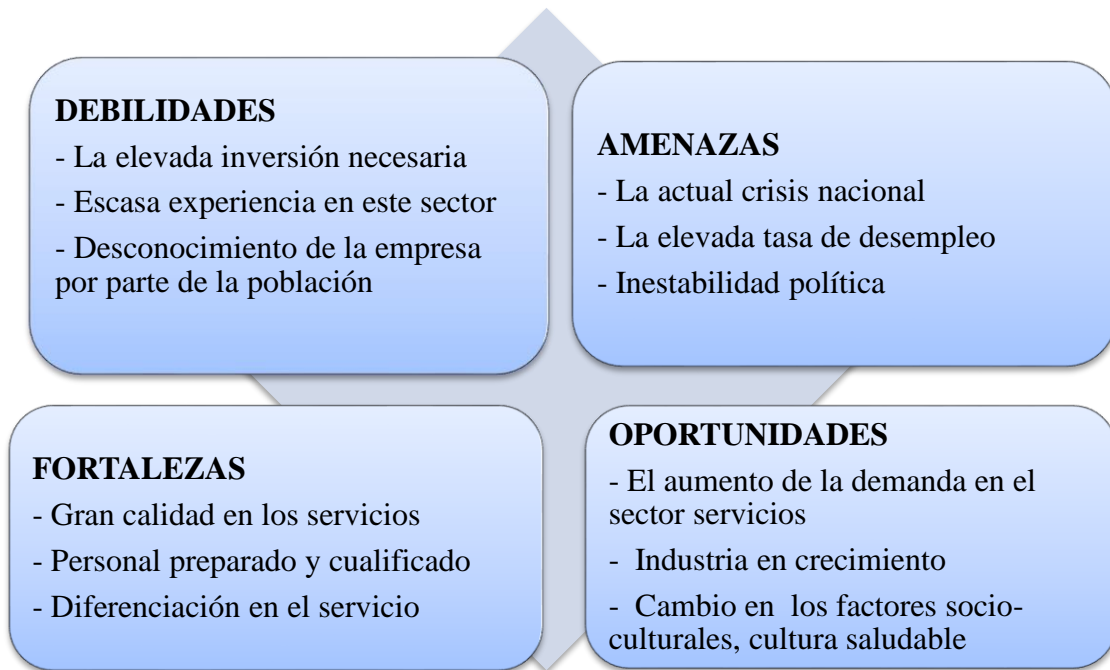 DEBILIDADES
- La elevada inversión necesaria
- Escasa experiencia en este sector
- Desconocimiento de la empresa
por parte de la población
AMENAZAS
- La actual crisis nacional
- La elevada tasa de desempleo
- Inestabilidad política
FORTALEZAS
- Gran calidad en los servicios
- Personal preparado y cualificado
- Diferenciación en el servicio
OPORTUNIDADES
- El aumento de la demanda en el
sector servicios
- Industria en crecimiento
- Cambio en los factores socio-
culturales, cultura saludable